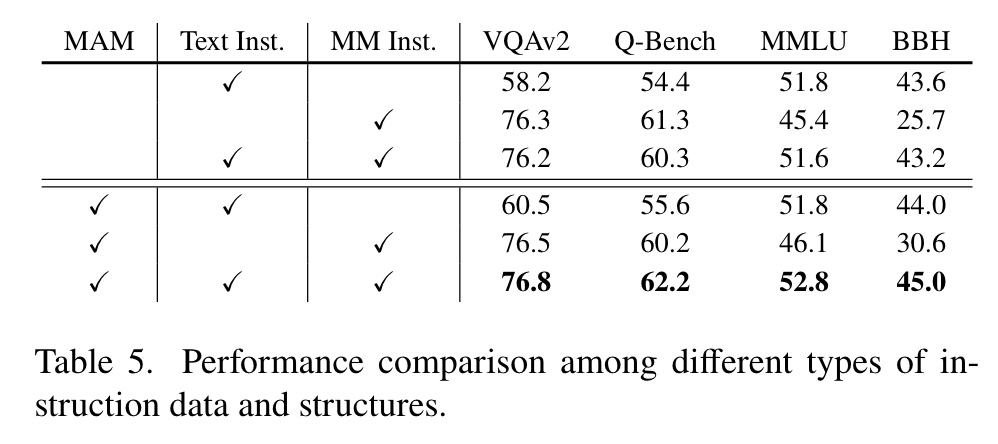 MAM Text Inst. MM Inst. VQAv2 Q-Bench MMLU BBH
✓ 58.2 54.4 51.8 43.6
✓ 76.3 61.3 45.4 25.7
✓ ✓ 76.2 60.3 51.6 43.2
✓ ✓ 60.5 55.6 51.8 44.0
✓ ✓ 76.5 60.2 46.1 30.6
✓ ✓ ✓ 76.8 62.2 52.8 45.0
Table 5. Performance comparison among different types of in-
struction data and structures.